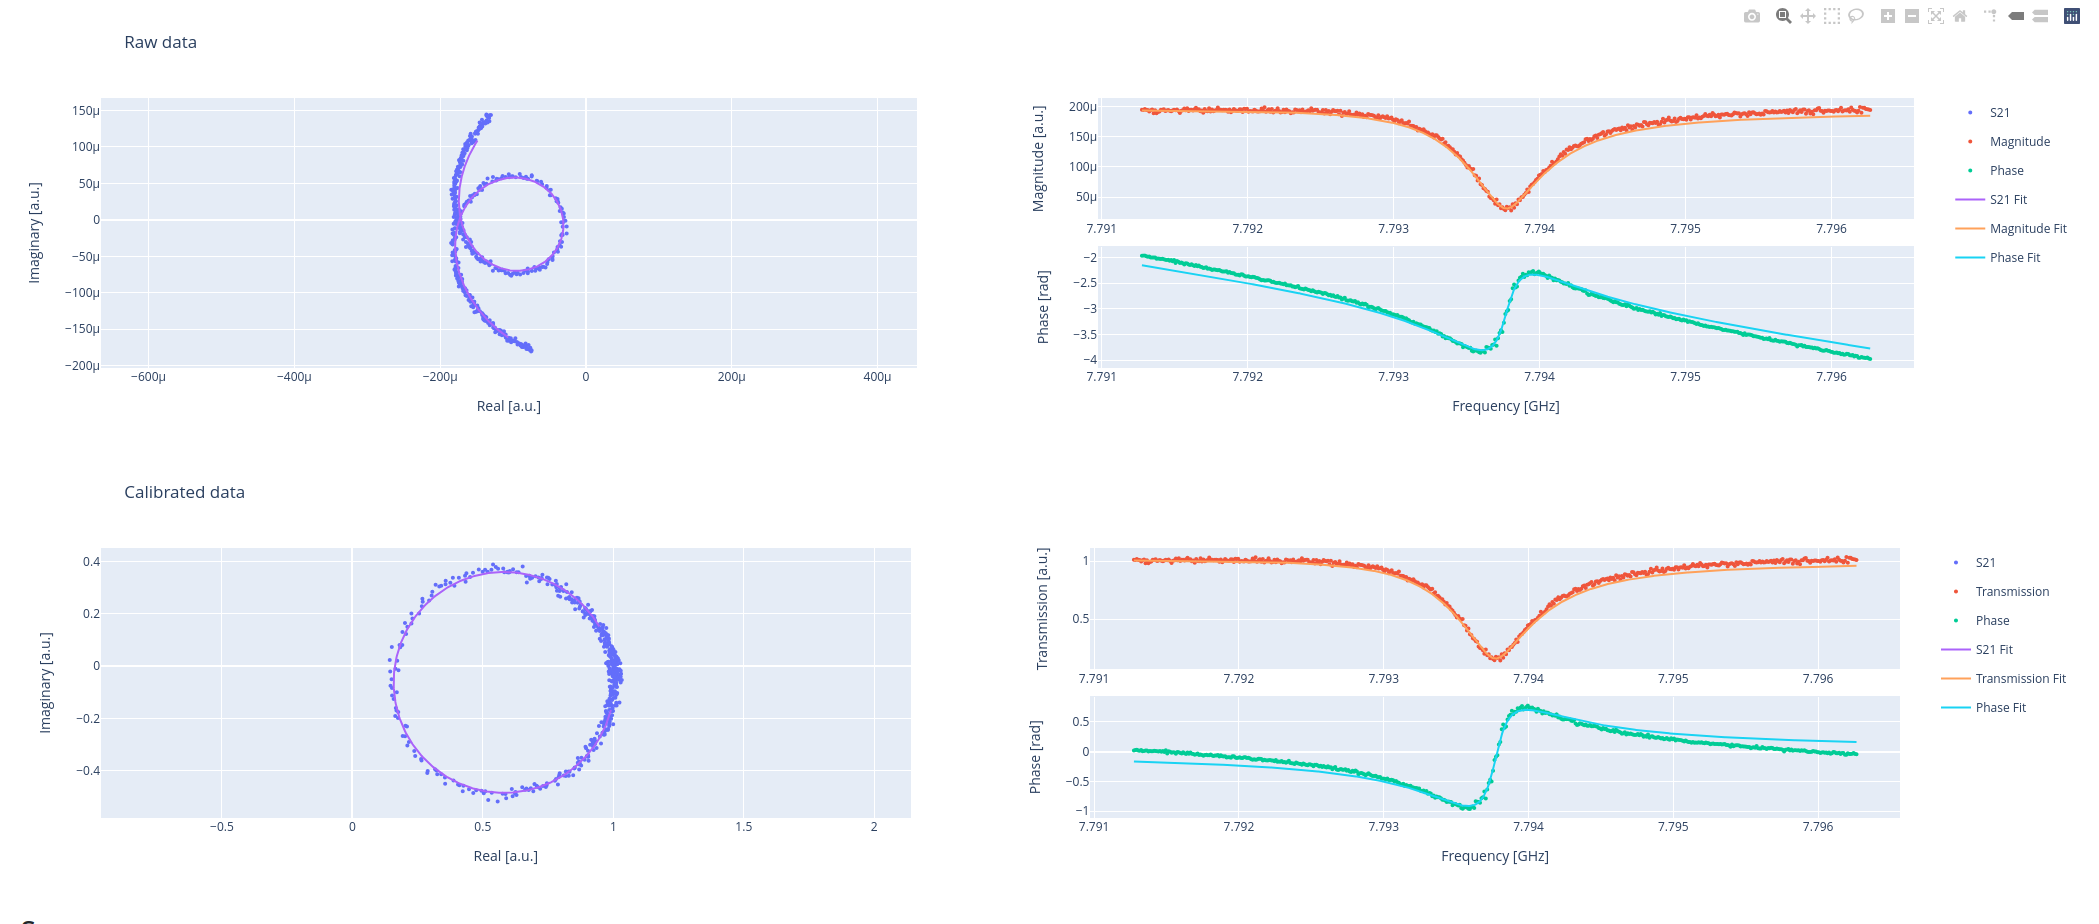 Raw data
150μ
100μ
50μ
0
−50μ
−100μ
−150μ
−200μ
Imaginary [a.u.]
−600μ
−400μ
−200μ
0
200μ
400μ
Real [a.u.]
200μ
150μ
100μ
50μ
Magnitude [a.u.]
7.791
7.792
7.793
7.794
7.795
7.796
−2
−2.5
−3
−3.5
−4
Phase [rad]
7.791
7.792
7.793
7.794
7.795
7.796
Frequency [GHz]
S21
Magnitude
Phase
S21 Fit
Magnitude Fit
Phase Fit
Calibrated data
0.4
0.2
0
−0.2
−0.4
Imaginary [a.u.]
−0.5
0
0.5
1
1.5
2
Real [a.u.]
1
0.5
Transmission [a.u.]
7.791
7.792
7.793
7.794
7.795
7.796
0.5
0
−0.5
−1
Phase [rad]
7.791
7.792
7.793
7.794
7.795
7.796
Frequency [GHz]
S21
Transmission
Phase
S21 Fit
Transmission Fit
Phase Fit